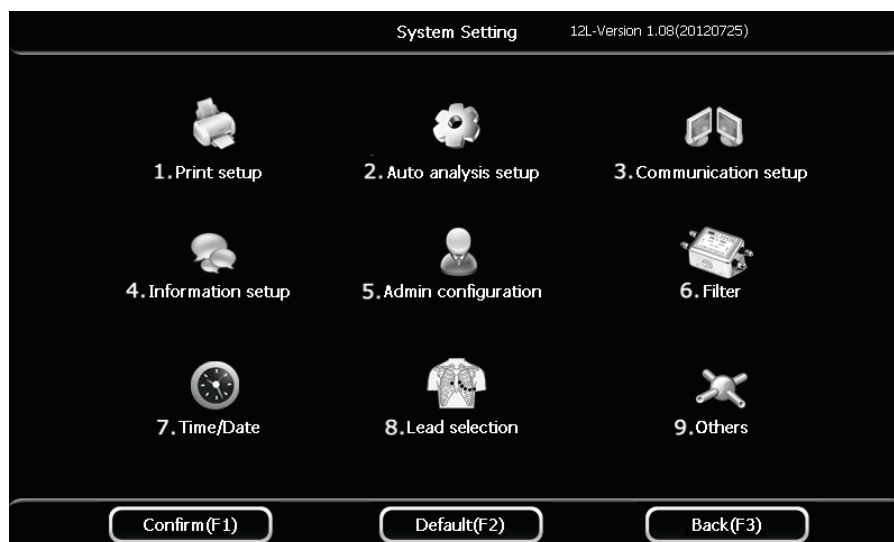 System Setting 12L-Version 1.08(20120725)
1.Print setup 2.Auto analysis setup 3.Communication setup
4.Information setup 5.Admin configuration 6.Filter
7.Time/Date 8.Lead selection 9.Others
Confirm(F1) Default(F2) Back(F3)